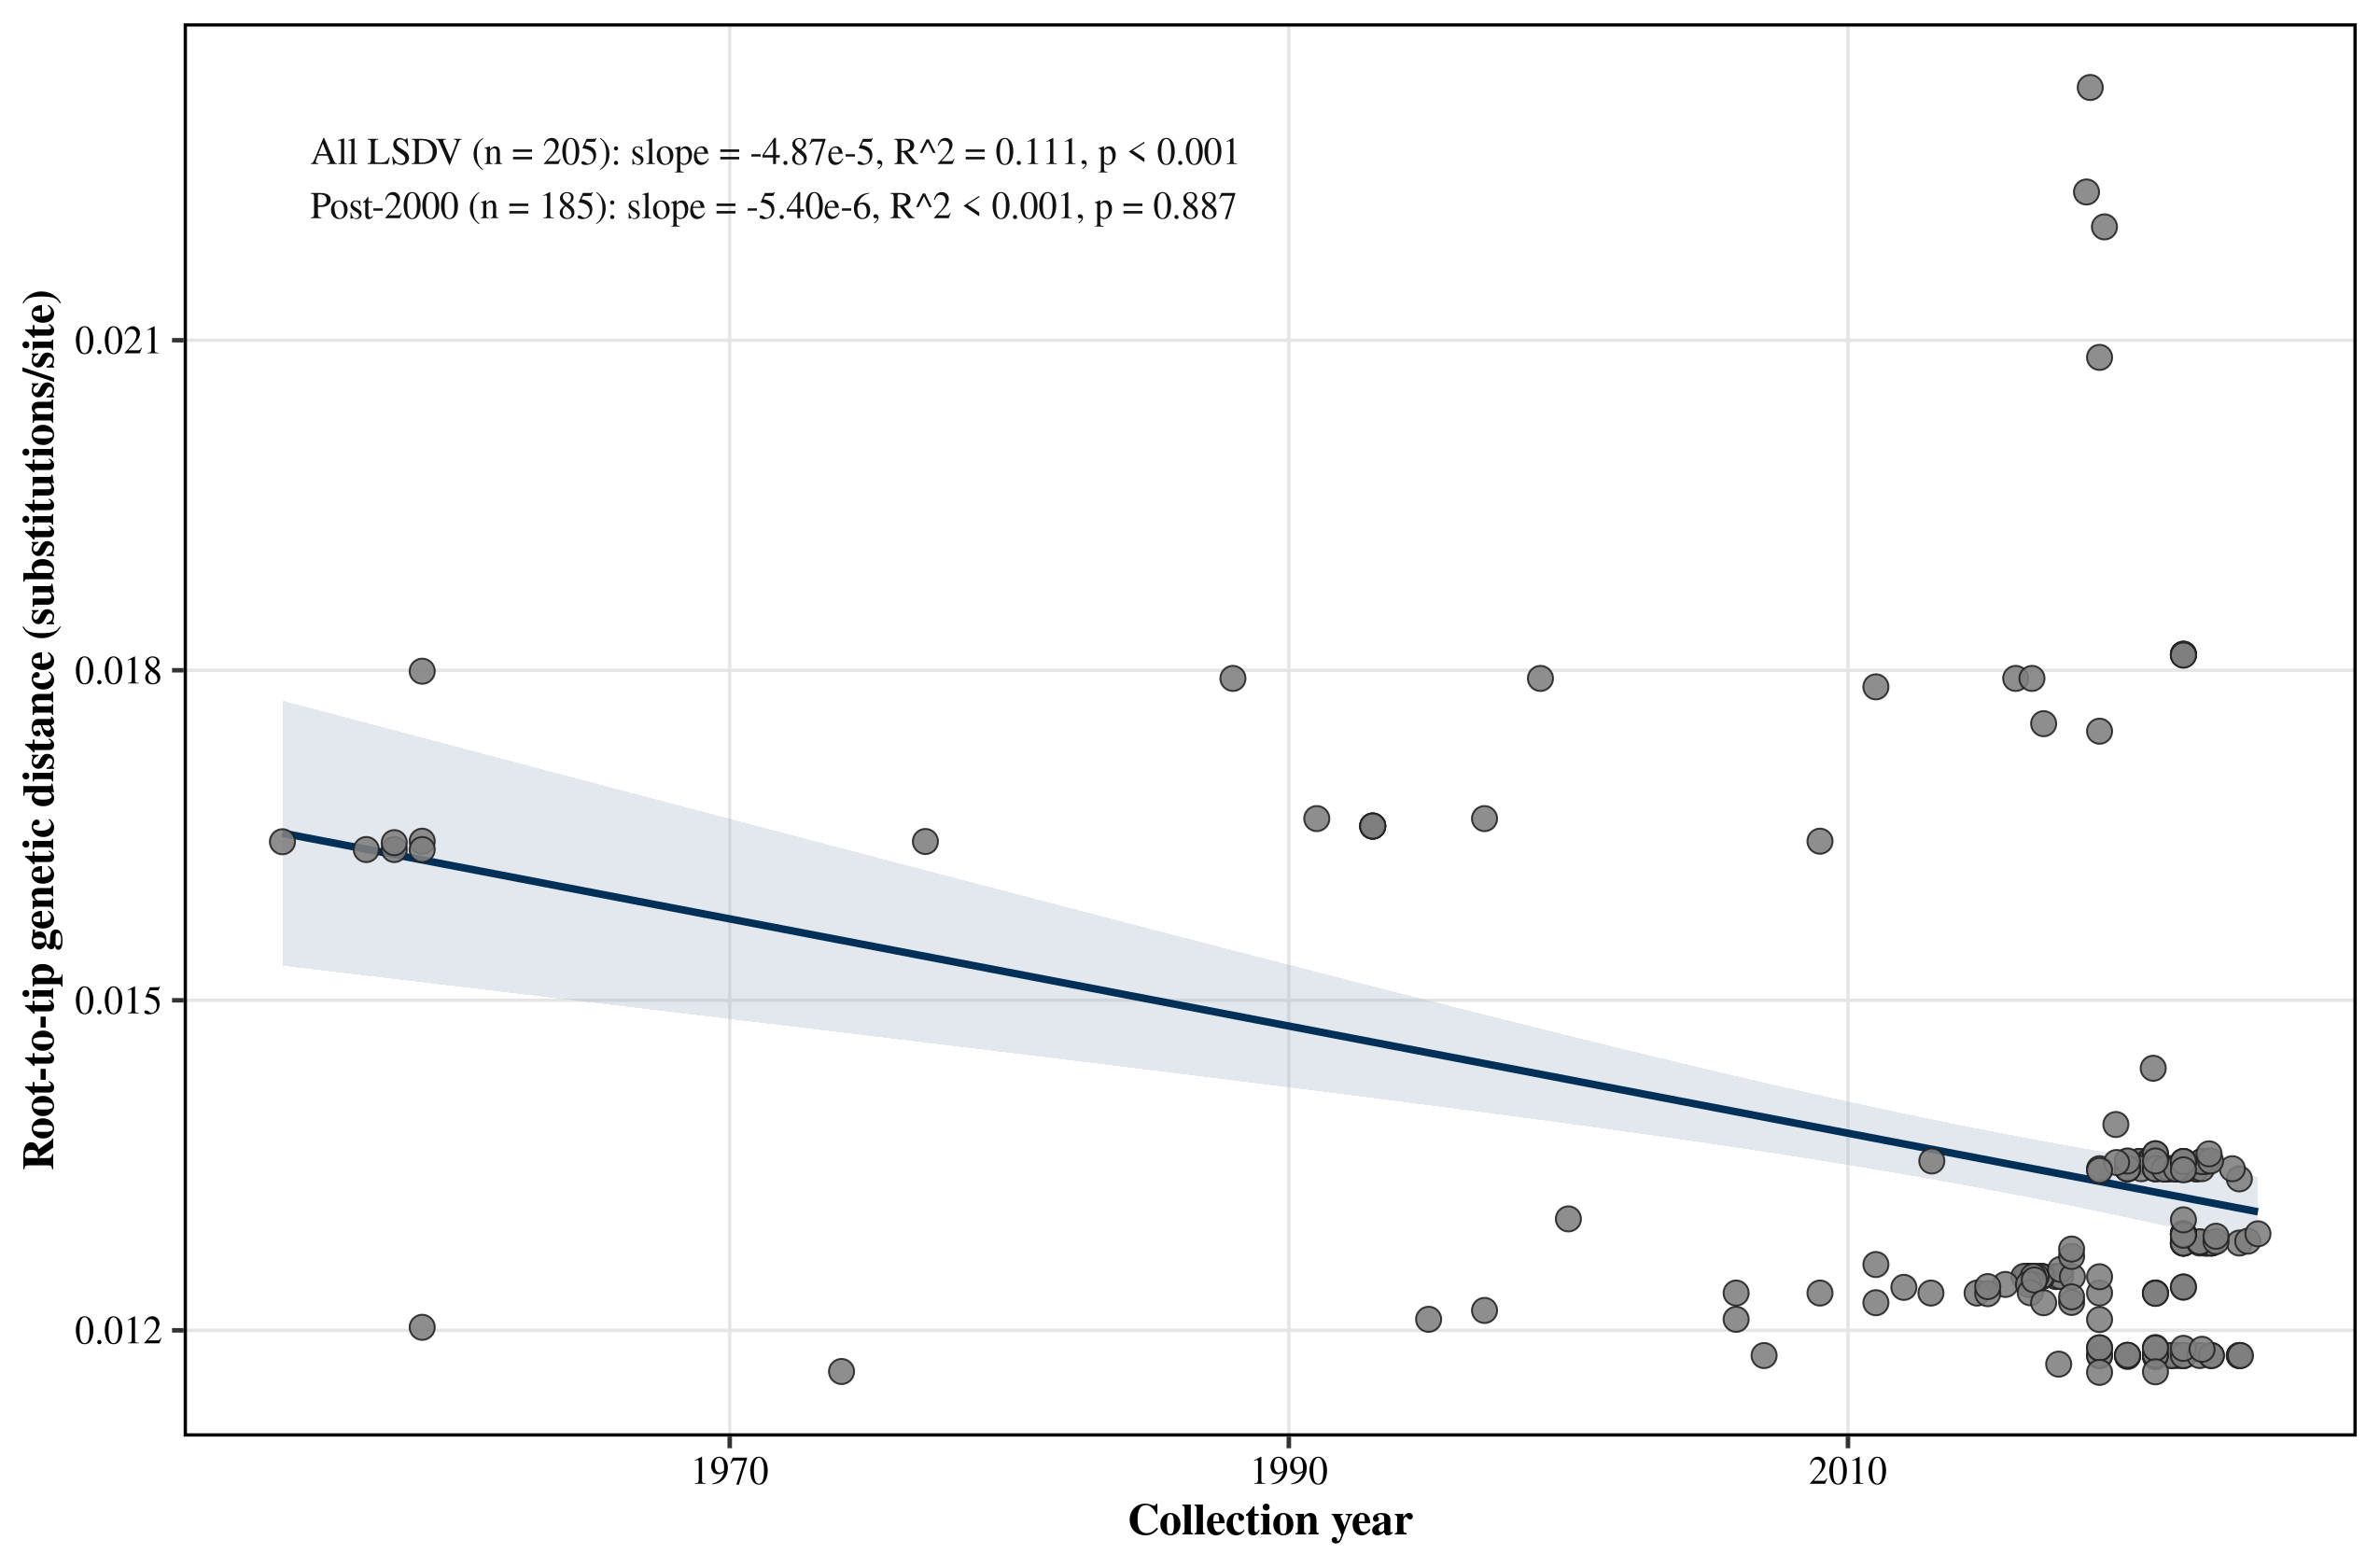 All LSDV (n = 205): slope = -4.87e-5, R^2 = 0.111, p < 0.001
Post-2000 (n = 185): slope = -5.40e-6, R^2 < 0.001, p = 0.887
Root-to-tip genetic distance (substitutions/site)
0.021
0.018
0.015
0.012
1970 1990 2010
Collection year